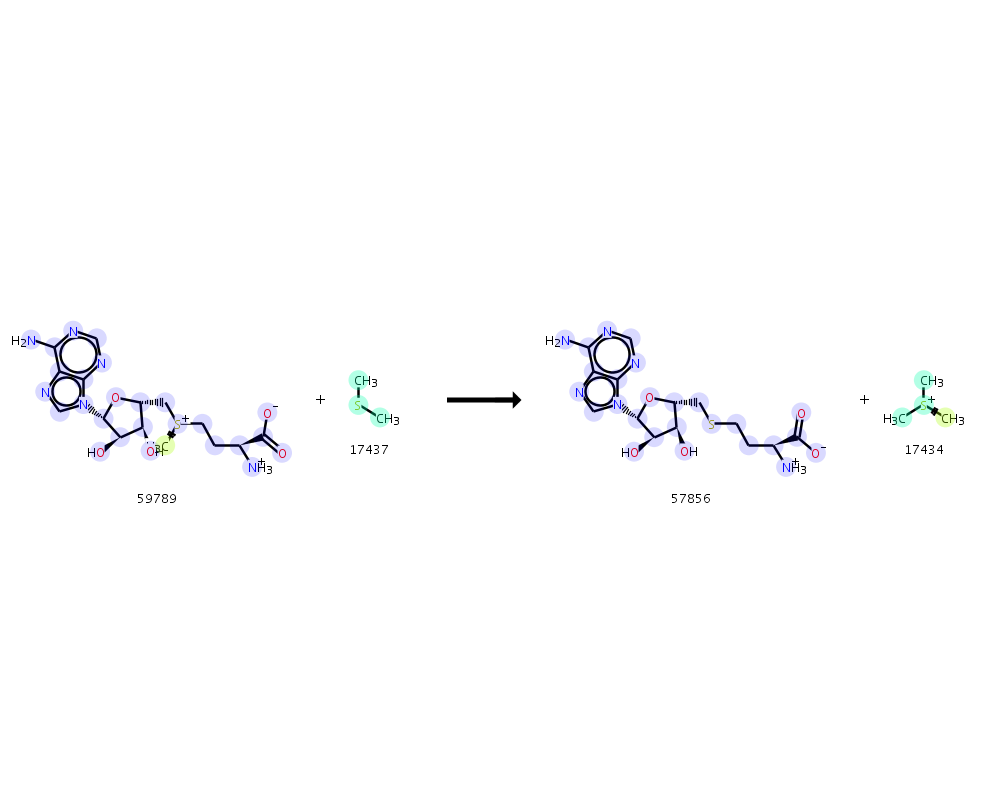 H₂N N N N N O HO OH H₃C S+ NH₃+ O⁻ O
59789
+
CH₃ S CH₃
17437
H₂N N N N N O HO OH S NH₃+ O O⁻
57856
+
CH₃ H₃C S+ CH₃
17434